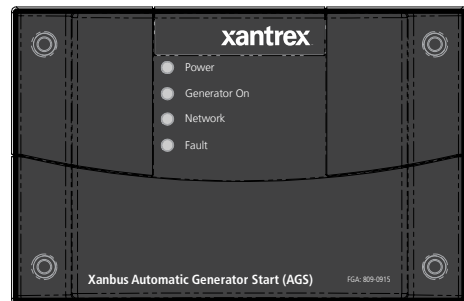 xantrex
Power
Generator On
Network
Fault
Xanbus Automatic Generator Start (AGS)
FGA: 809-0915